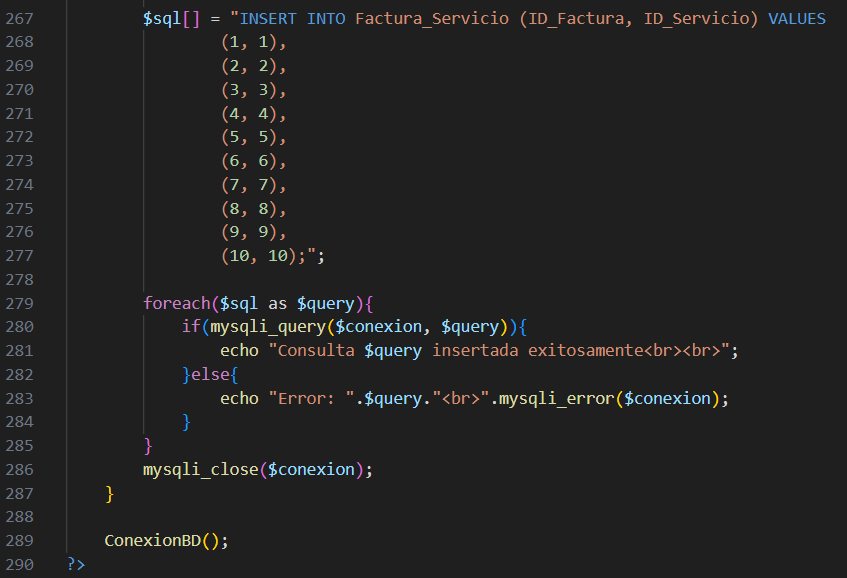 267 $sql[] = "INSERT INTO Factura_Servicio (ID_Factura, ID_Servicio) VALUES
268 (1, 1),
269 (2, 2),
270 (3, 3),
271 (4, 4),
272 (5, 5),
273 (6, 6),
274 (7, 7),
275 (8, 8),
276 (9, 9),
277 (10, 10);";
278
279 foreach($sql as $query){
280 if(mysqli_query($conexion, $query)){
281 echo "Consulta $query insertada exitosamente<br><br>";
282 }else{
283 echo "Error: ".$query."<br>".mysqli_error($conexion);
284 }
285 }
286 mysqli_close($conexion);
287 }
288
289 ConexionBD();
290 ?>